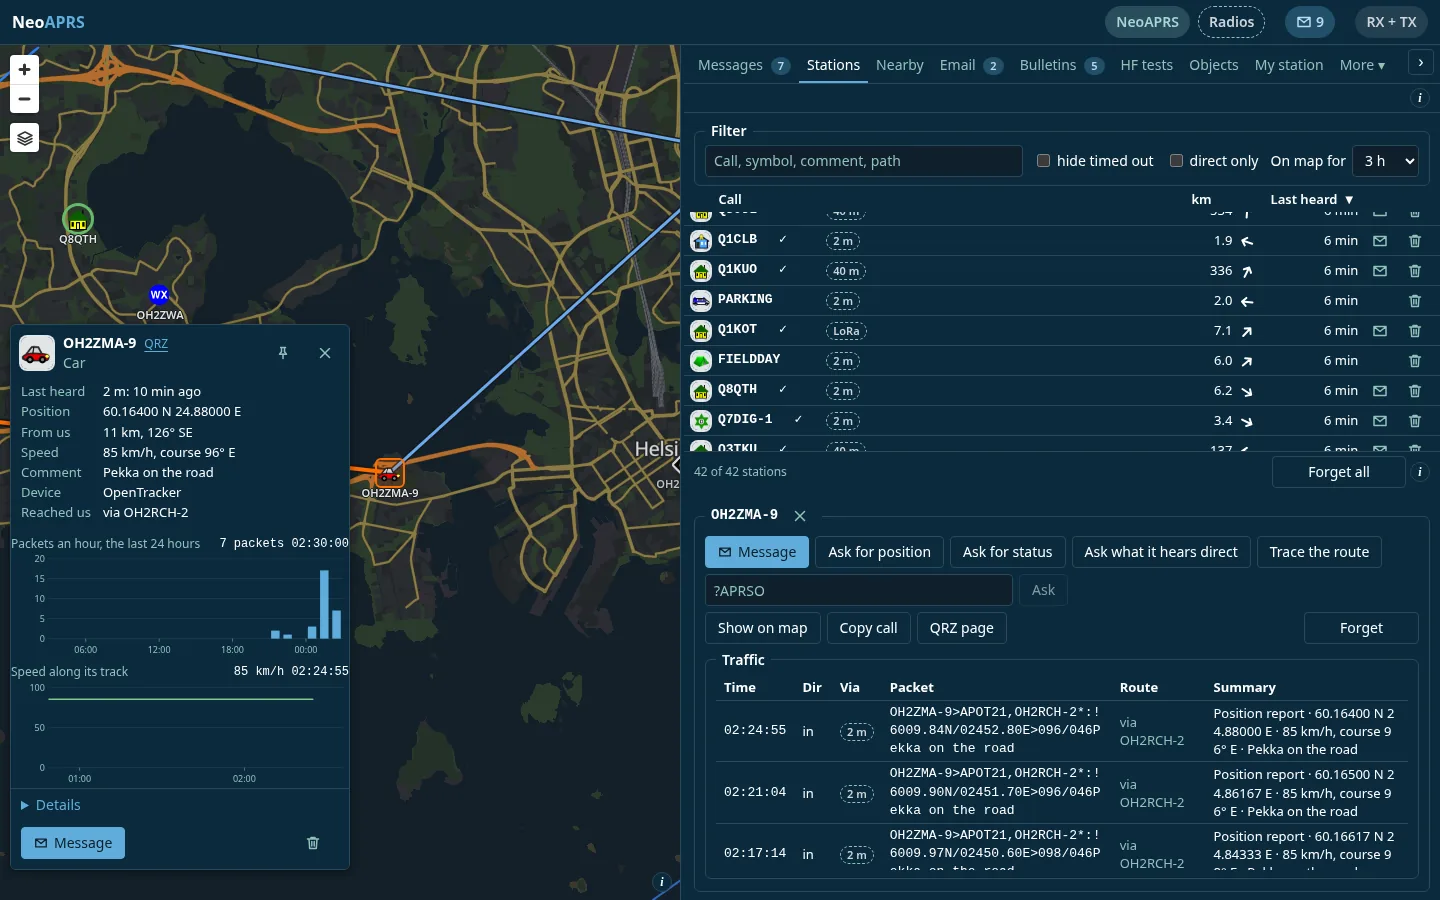 NeoAPRS
NeoAPRS
Radios
9
RX + TX
Messages 7
Stations
Nearby
Email 2
Bulletins 5
HF tests
Objects
My station
More ▾
›
i
+
−
Q8QTH
WX
OH2ZWA
OH2ZMA-9
Helsi
OH2
i
OH2ZMA-9 QRZ
Car
Last heard 2 m: 10 min ago
Position 60.16400 N 24.88000 E
From us 11 km, 126° SE
Speed 85 km/h, course 96° E
Comment Pekka on the road
Device OpenTracker
Reached us via OH2RCH-2
Packets an hour, the last 24 hours 7 packets 02:30:00
20
15
10
5
0
06:00 12:00 18:00 00:00
Speed along its track 85 km/h 02:24:55
100
50
0
01:00 02:00
▶ Details
Message
Filter
Call, symbol, comment, path
hide timed out
direct only
On map for 3 h
Call km Last heard ▼
Q1CLB ✓ 2 m 1.9 6 min
Q1KUO ✓ 40 m 336 6 min
PARKING 2 m 2.0 6 min
Q1KOT ✓ LoRa 7.1 6 min
FIELDDAY 2 m 6.0 6 min
Q8QTH ✓ 2 m 6.2 6 min
Q7DIG-1 ✓ 2 m 3.4 6 min
42 of 42 stations
Forget all
i
OH2ZMA-9
Message
Ask for position
Ask for status
Ask what it hears direct
Trace the route
?APRSO
Ask
Show on map
Copy call
QRZ page
Forget
Traffic
Time Dir Via Packet Route Summary
02:24:55 in 2 m
OH2ZMA-9>APOT21,OH2RCH-2*:!
6009.84N/02452.80E>096/046P
ekka on the road
via
OH2RCH-2
Position report · 60.16400 N 2
4.88000 E · 85 km/h, course 9
6° E · Pekka on the road
02:21:04 in 2 m
OH2ZMA-9>APOT21,OH2RCH-2*:!
6009.90N/02451.70E>096/046P
ekka on the road
via
OH2RCH-2
Position report · 60.16500 N 2
4.86167 E · 85 km/h, course 9
6° E · Pekka on the road
02:17:14 in 2 m
OH2ZMA-9>APOT21,OH2RCH-2*:!
6009.97N/02450.60E>098/046P
via
OH2RCH-2
Position report · 60.16617 N 2
4.84333 E · 85 km/h, course 9